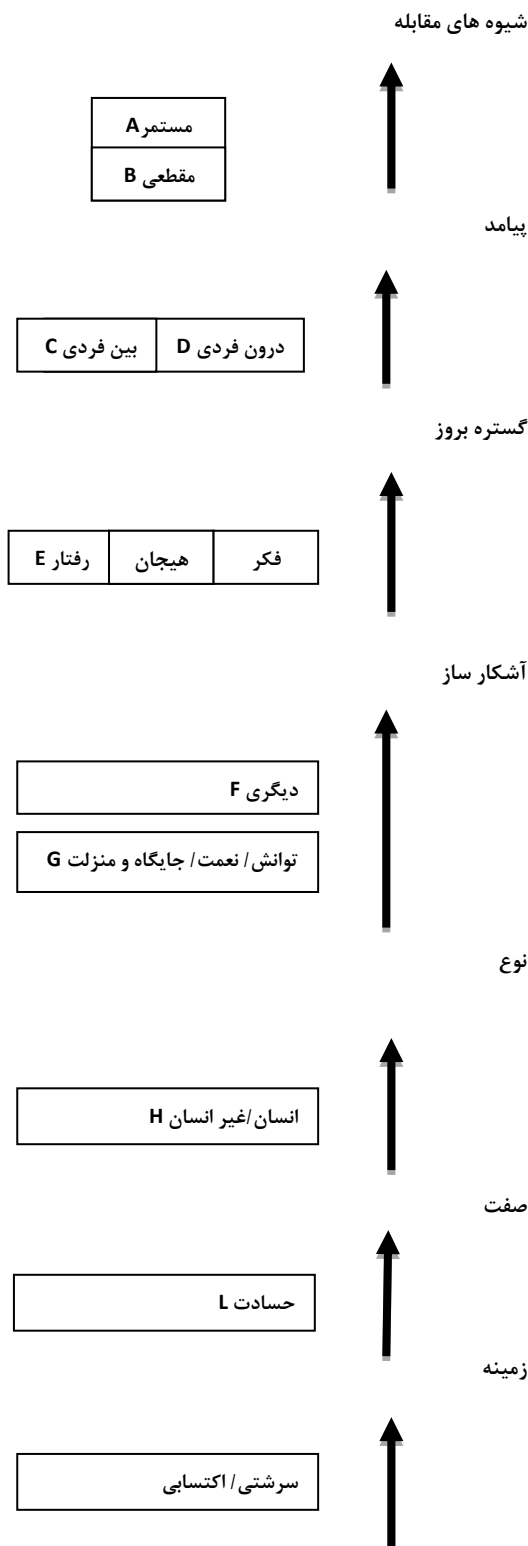 شیوه های مقابله
مستمر A
مقطعی B
پیامد
درون فردی D
بین فردی C
گستره بروز
فکر
هیجان
رفتار E
آشکار ساز
دیگری F
توانش/ نعمت/ جایگاه و منزلت G
نوع
انسان/غیر انسان H
صفت
حسادت L
زمینه
سرشتی/ اکتسابی